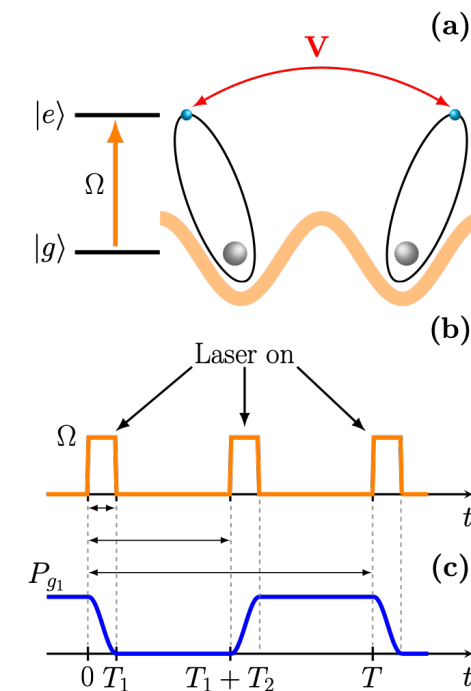 (a)
V
|e⟩
Ω
|g⟩
(b)
Laser on
Ω
t
(c)
P_{g_1}
t
0 T_1 T_1 + T_2 T